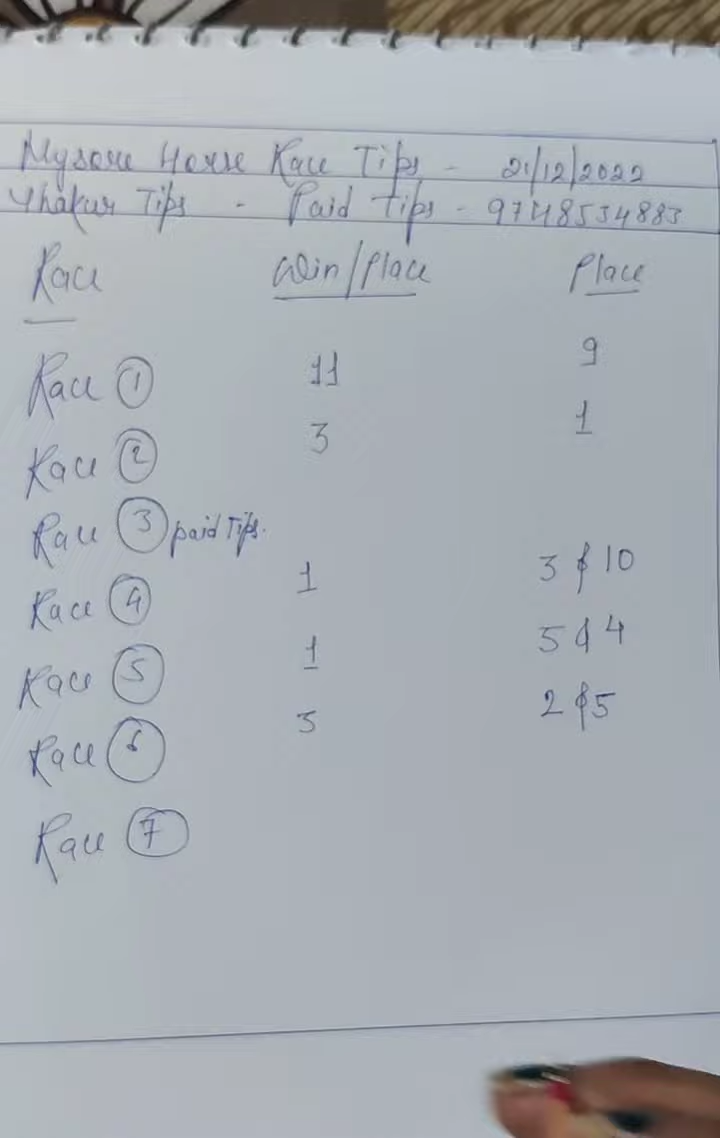 Mysore Horse Race Tips - 21/12/2022
Thakur Tips - Paid Tips - 9748534883
Race Win/Place Place
Race 1 11 9
Race 2 3 1
Race 3 paid Tips.
Race 4 1 3 & 10
Race 5 1 5 & 4
Race 6 3 2 & 5
Race 7